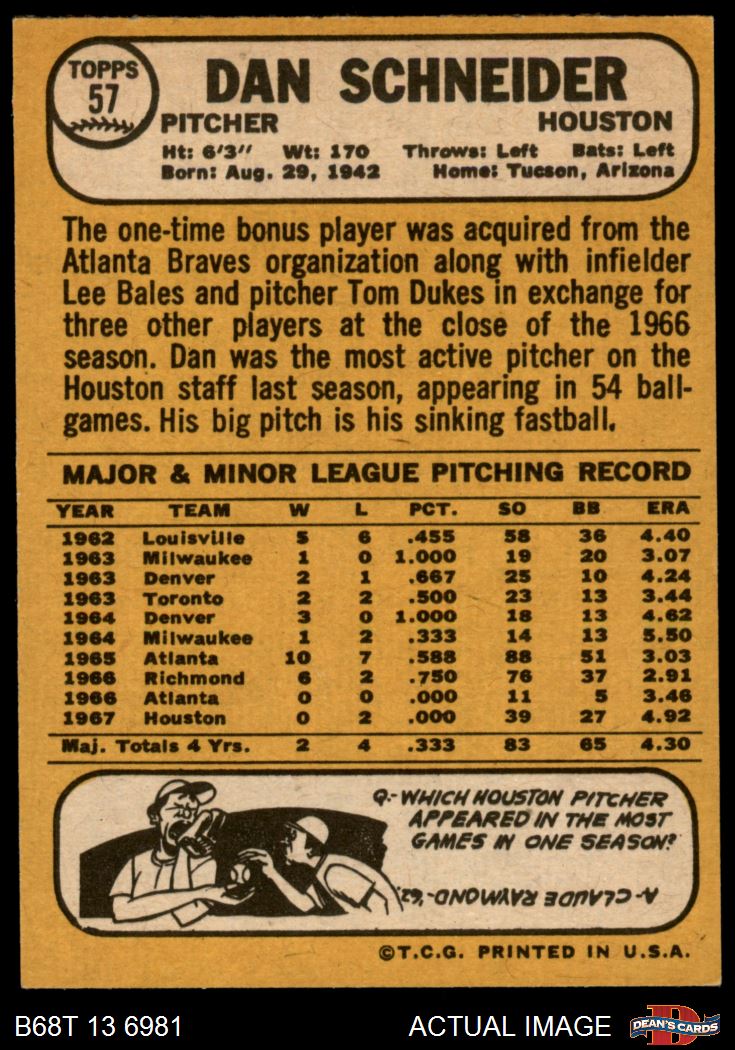 TOPPS
57
DAN SCHNEIDER
PITCHER HOUSTON
Ht: 6'3" Wt: 170 Throws: Left Bats: Left
Born: Aug. 29, 1942 Home: Tucson, Arizona
The one-time bonus player was acquired from the
Atlanta Braves organization along with infielder
Lee Bales and pitcher Tom Dukes in exchange for
three other players at the close of the 1966
season. Dan was the most active pitcher on the
Houston staff last season, appearing in 54 ball-
games. His big pitch is his sinking fastball.
MAJOR & MINOR LEAGUE PITCHING RECORD
YEAR TEAM W L PCT. SO BB ERA
1962 Louisville 5 6 .455 58 36 4.40
1963 Milwaukee 1 0 1.000 19 20 3.07
1963 Denver 2 1 .667 25 10 4.24
1963 Toronto 2 2 .500 23 13 3.44
1964 Denver 3 0 1.000 18 13 4.62
1964 Milwaukee 1 2 .333 14 13 5.50
1965 Atlanta 10 7 .588 88 51 3.03
1966 Richmond 6 2 .750 76 37 2.91
1966 Atlanta 0 0 .000 11 5 3.46
1967 Houston 0 2 .000 39 27 4.92
Maj. Totals 4 Yrs. 2 4 .333 83 65 4.30
Q.- WHICH HOUSTON PITCHER
APPEARED IN THE MOST
GAMES IN ONE SEASON?
A- CLAUDE RAYMOND-'62.
©T.C.G. PRINTED IN U.S.A.
B68T 13 6981 ACTUAL IMAGE
D
DEAN'S CARDS